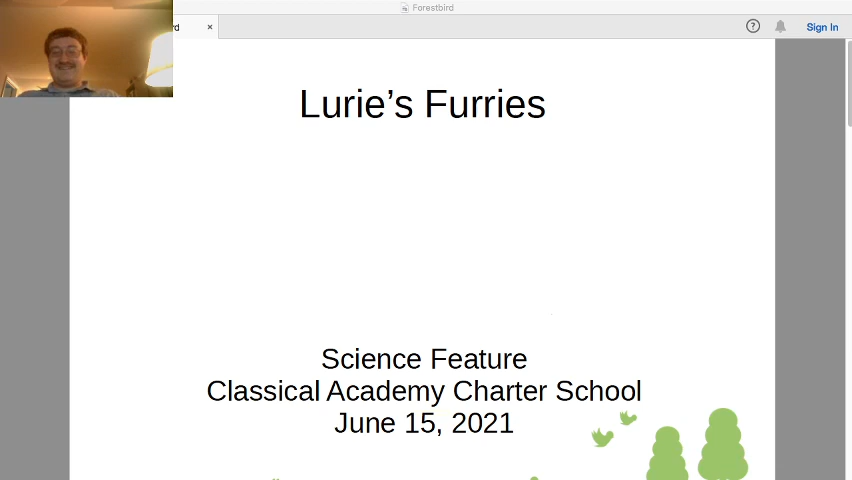 Forestbird
rd
Sign In
Lurie's Furries
Science Feature
Classical Academy Charter School
June 15, 2021